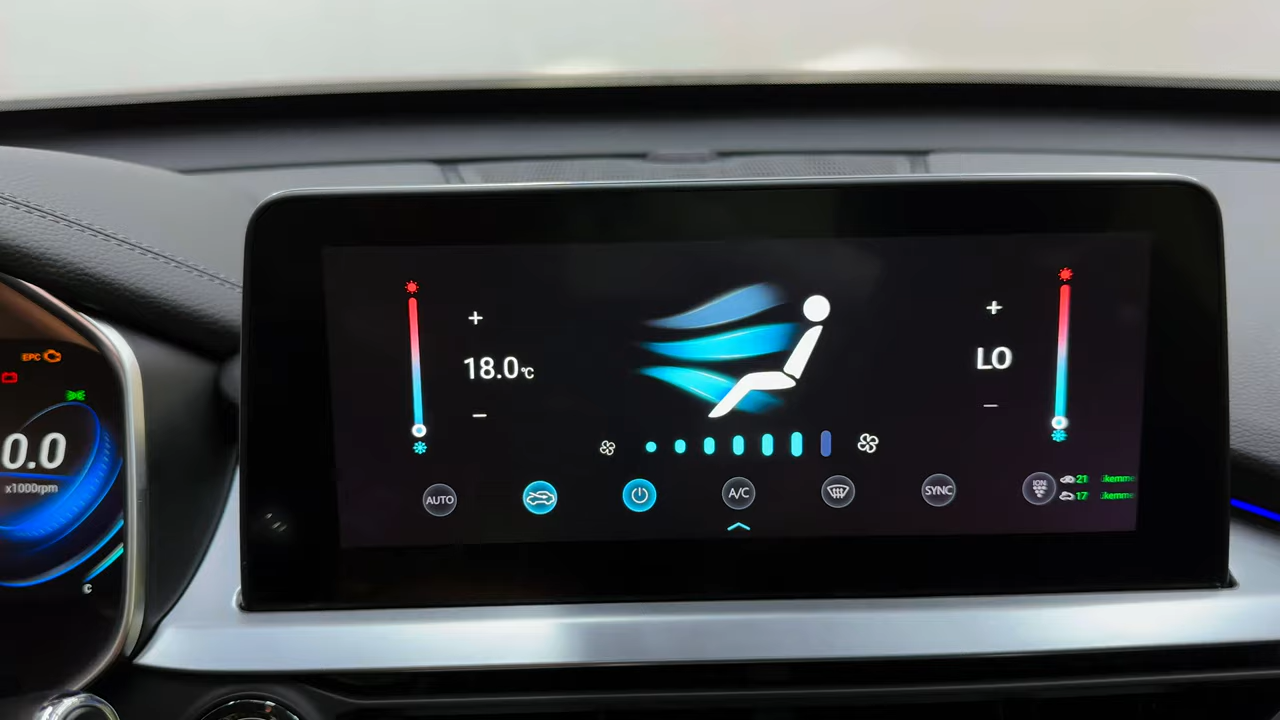 EPC
0.0
x1000rpm
C
+
18.0℃
−
+
LO
−
AUTO
A/C
SYNC
ION
21
17